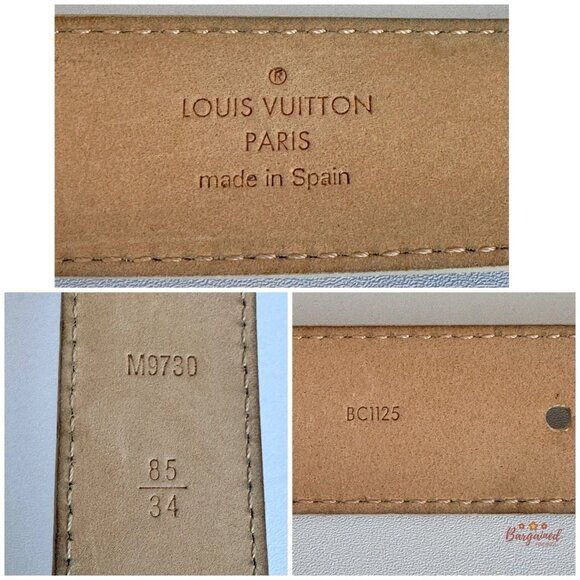 ®
LOUIS VUITTON
PARIS
made in Spain
M9730
85
34
BC1125
Bargained